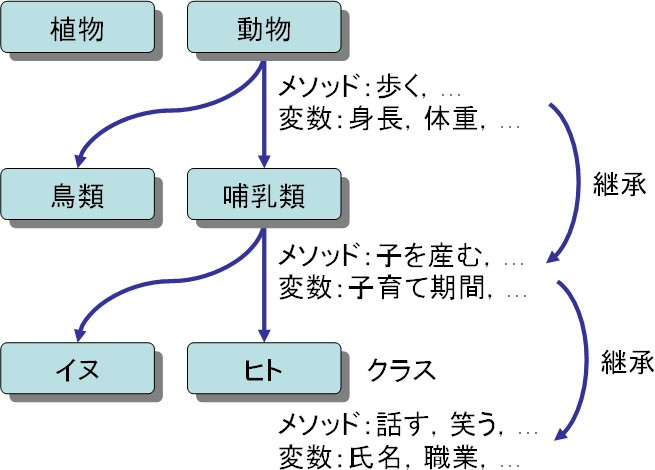 植物
動物
メソッド：歩く，…
変数：身長，体重，…
継承
鳥類
哺乳類
メソッド：子を産む，…
変数：子育て期間，…
継承
イヌ
ヒト
クラス
メソッド：話す，笑う，…
変数：氏名，職業，…